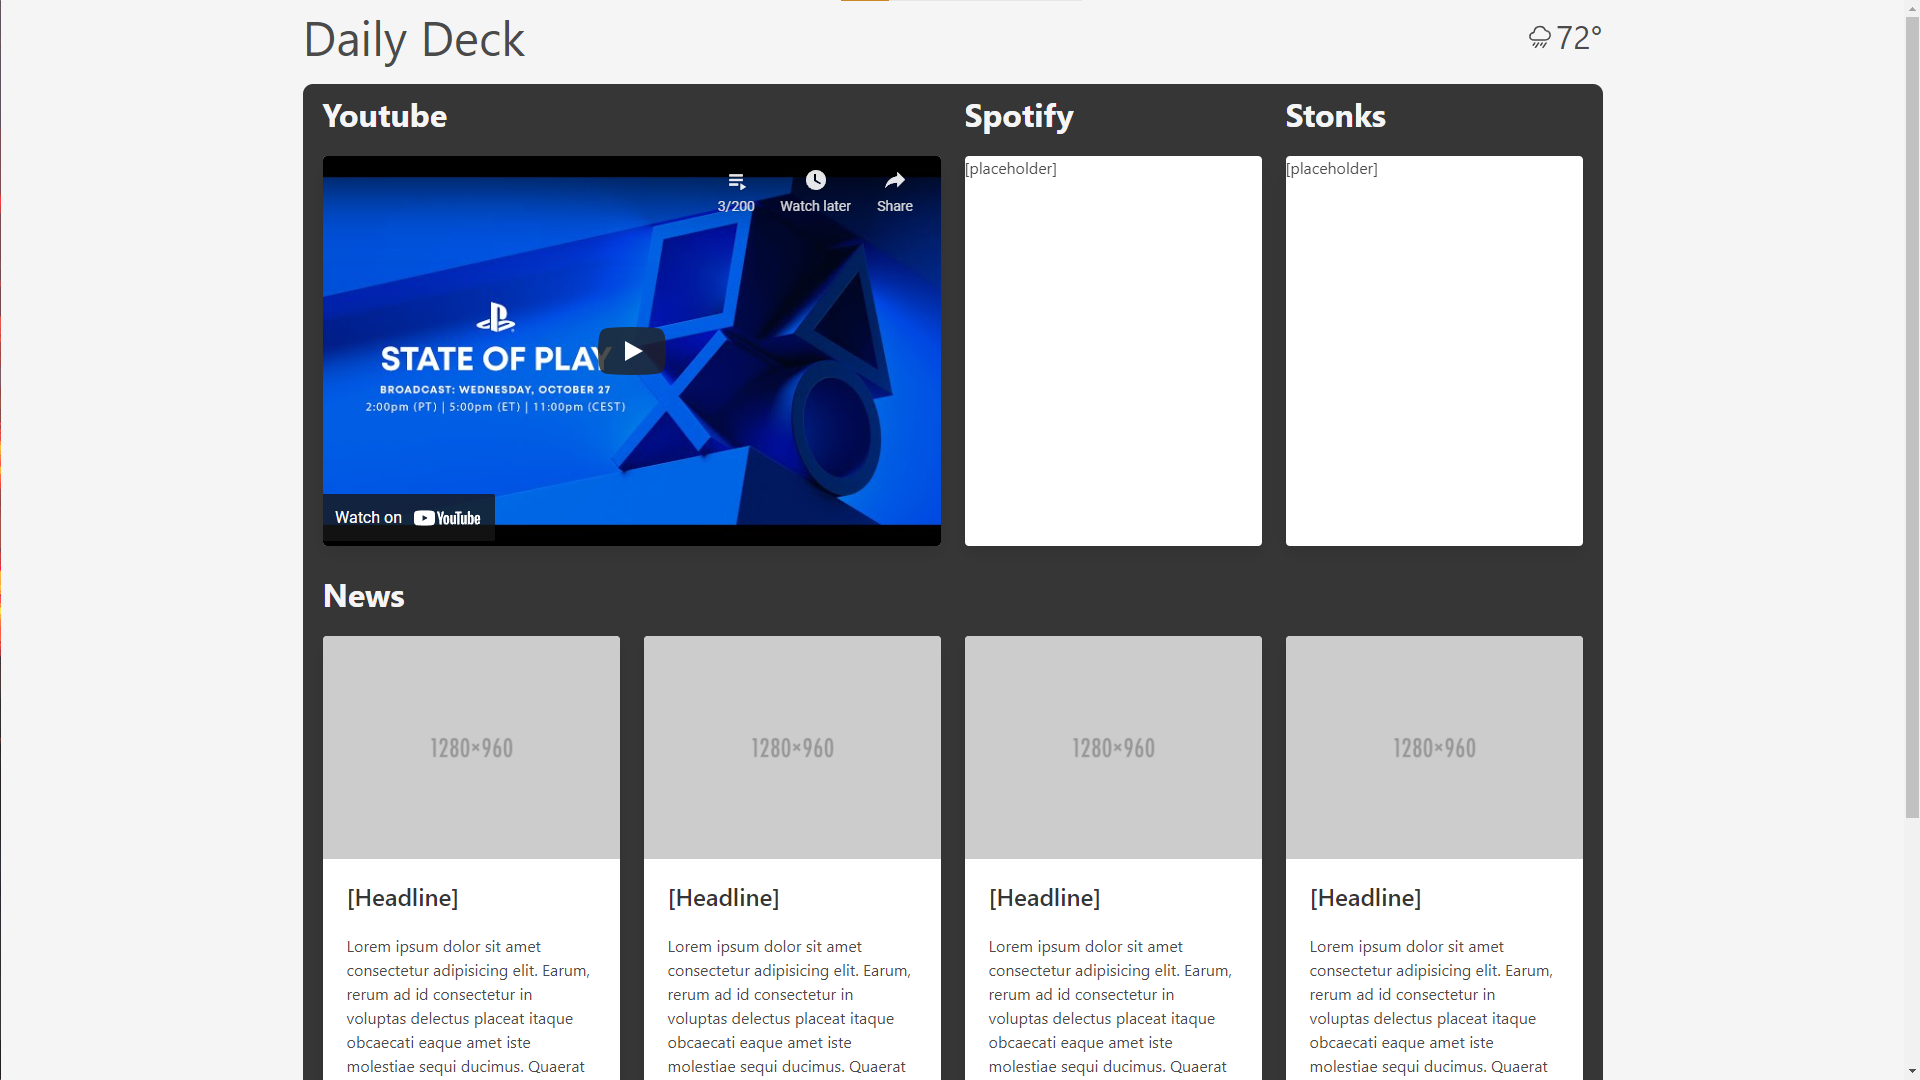 Daily Deck
72°
Youtube
Spotify
Stonks
3/200
Watch later
Share
STATE OF PLAY
BROADCAST: WEDNESDAY, OCTOBER 27
2:00pm (PT) | 5:00pm (ET) | 11:00pm (CEST)
Watch on YouTube
[placeholder]
[placeholder]
News
1280×960
[Headline]
Lorem ipsum dolor sit amet
consectetur adipisicing elit. Earum,
rerum ad id consectetur in
voluptas delectus placeat itaque
obcaecati eaque amet iste
molestiae sequi ducimus. Quaerat
1280×960
[Headline]
Lorem ipsum dolor sit amet
consectetur adipisicing elit. Earum,
rerum ad id consectetur in
voluptas delectus placeat itaque
obcaecati eaque amet iste
molestiae sequi ducimus. Quaerat
1280×960
[Headline]
Lorem ipsum dolor sit amet
consectetur adipisicing elit. Earum,
rerum ad id consectetur in
voluptas delectus placeat itaque
obcaecati eaque amet iste
molestiae sequi ducimus. Quaerat
1280×960
[Headline]
Lorem ipsum dolor sit amet
consectetur adipisicing elit. Earum,
rerum ad id consectetur in
voluptas delectus placeat itaque
obcaecati eaque amet iste
molestiae sequi ducimus. Quaerat